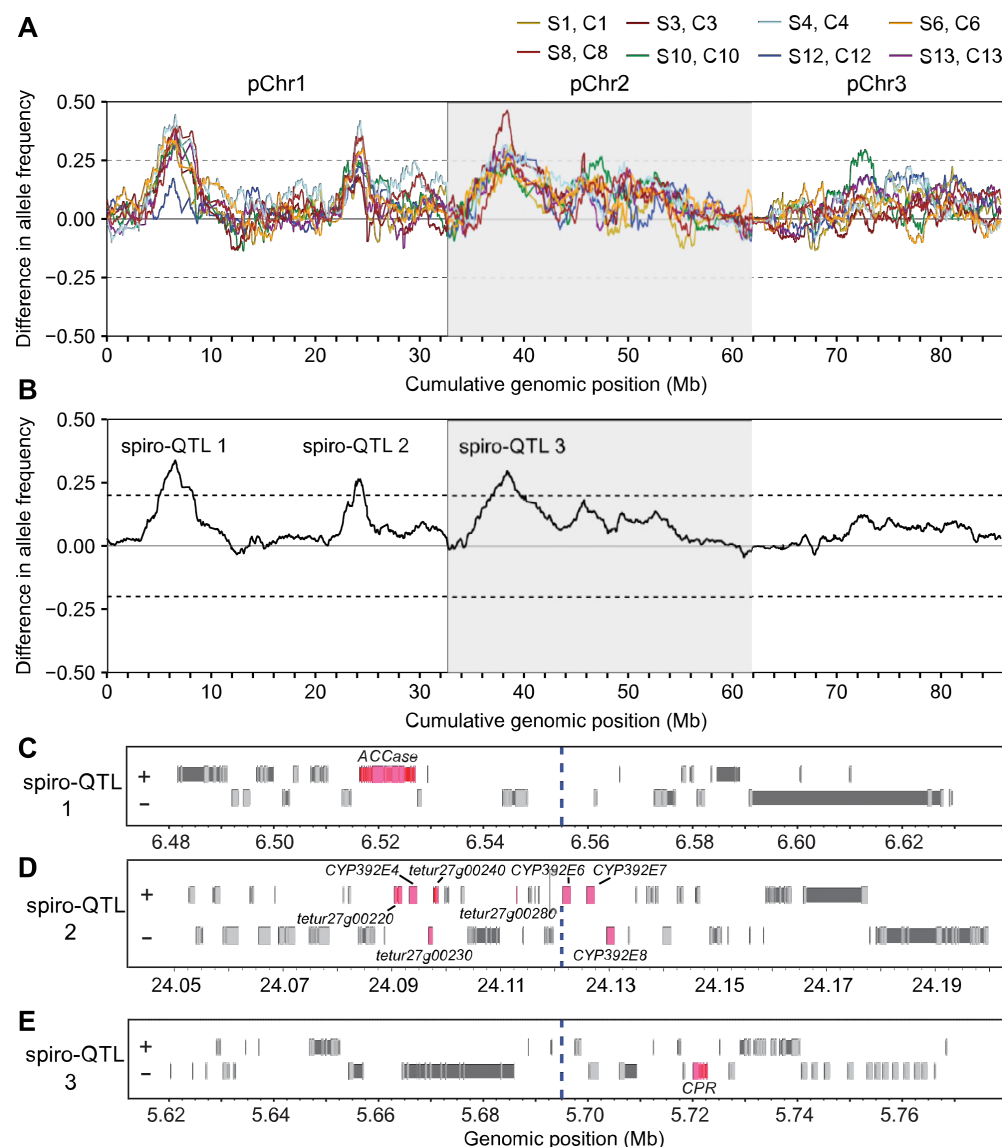 A
S1, C1 S3, C3 S4, C4 S6, C6
S8, C8 S10, C10 S12, C12 S13, C13
pChr1 pChr2 pChr3
Difference in allele frequency
0.50
0.25
0.00
−0.25
−0.50
0 10 20 30 40 50 60 70 80
Cumulative genomic position (Mb)
B
Difference in allele frequency
0.50
0.25
0.00
−0.25
−0.50
spiro-QTL 1 spiro-QTL 2 spiro-QTL 3
0 10 20 30 40 50 60 70 80
Cumulative genomic position (Mb)
C
spiro-QTL
1
+
−
ACCase
6.48 6.50 6.52 6.54 6.56 6.58 6.60 6.62
D
spiro-QTL
2
+
−
CYP392E4 tetur27g00240 CYP392E6 CYP392E7
tetur27g00220 tetur27g00280
tetur27g00230 CYP392E8
24.05 24.07 24.09 24.11 24.13 24.15 24.17 24.19
E
spiro-QTL
3
+
−
CPR
5.62 5.64 5.66 5.68 5.70 5.72 5.74 5.76
Genomic position (Mb)